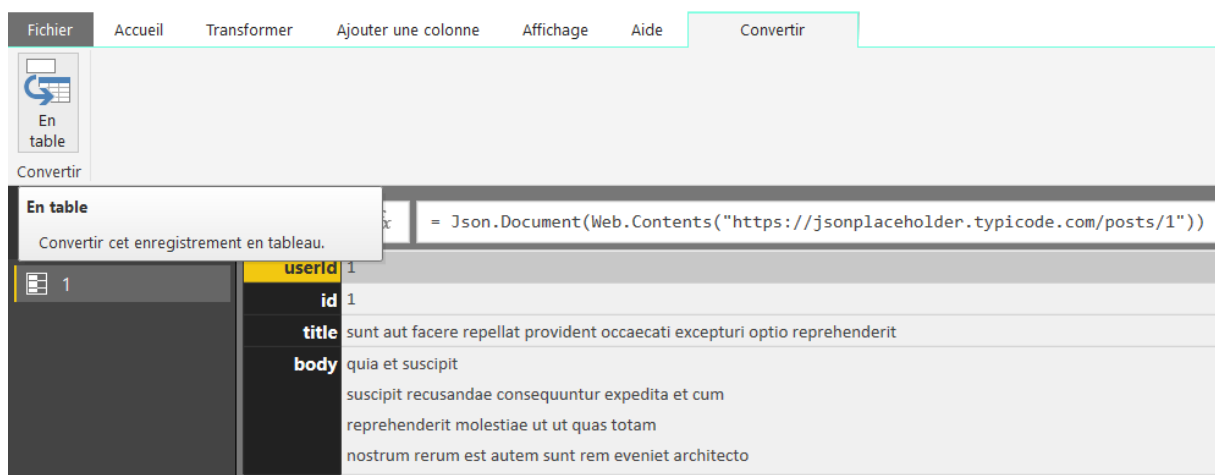 Fichier Accueil Transformer Ajouter une colonne Affichage Aide Convertir
En
table
Convertir
En table
Convertir cet enregistrement en tableau.
= Json.Document(Web.Contents("https://jsonplaceholder.typicode.com/posts/1"))
1
userId 1
id 1
title sunt aut facere repellat provident occaecati excepturi optio reprehenderit
body quia et suscipit
suscipit recusandae consequuntur expedita et cum
reprehenderit molestiae ut ut quas totam
nostrum rerum est autem sunt rem eveniet architecto